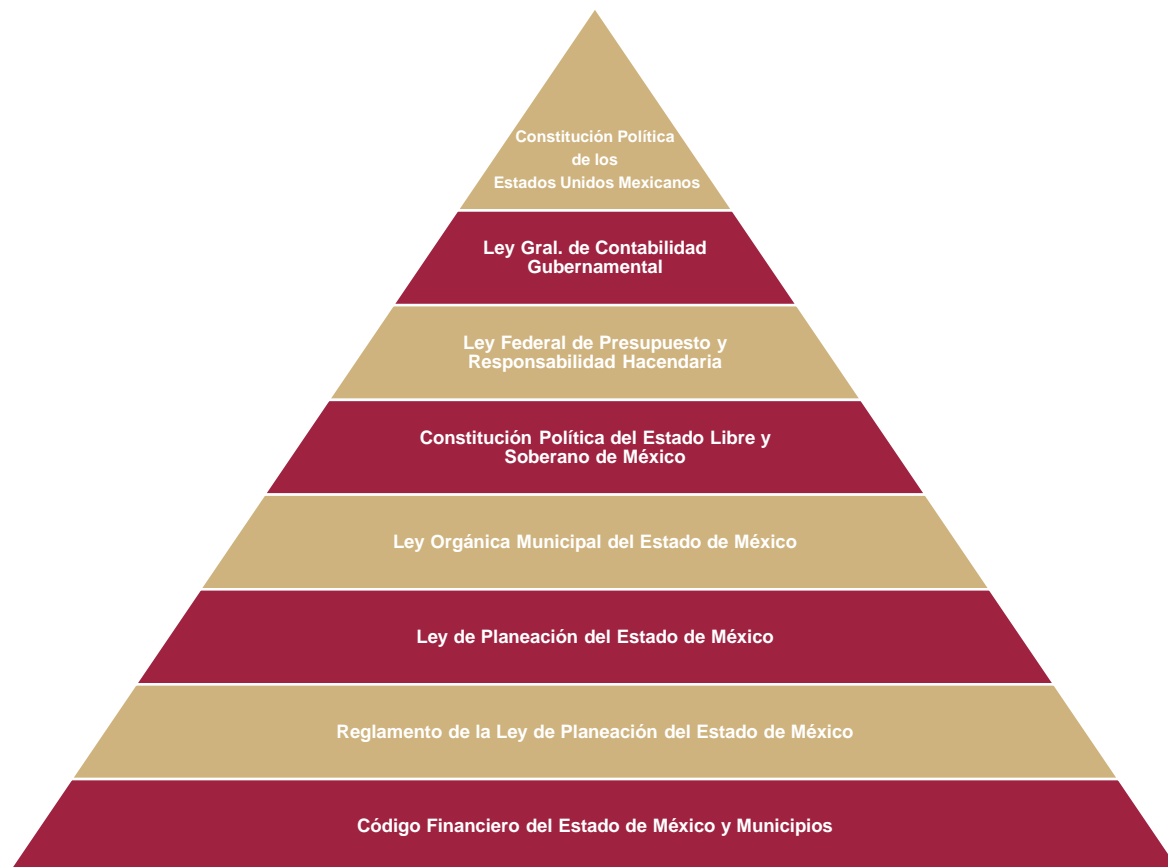 Constitución Política
de los
Estados Unidos Mexicanos
Ley Gral. de Contabilidad
Gubernamental
Ley Federal de Presupuesto y
Responsabilidad Hacendaria
Constitución Política del Estado Libre y
Soberano de México
Ley Orgánica Municipal del Estado de México
Ley de Planeación del Estado de México
Reglamento de la Ley de Planeación del Estado de México
Código Financiero del Estado de México y Municipios